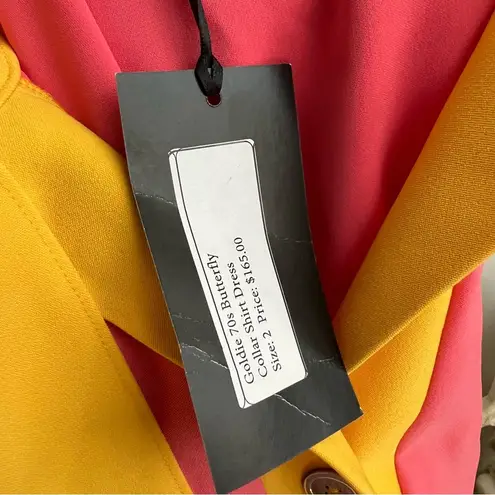 Goldie 70s Butterfly
Collar Shirt Dress
Size: 2 Price: $165.00